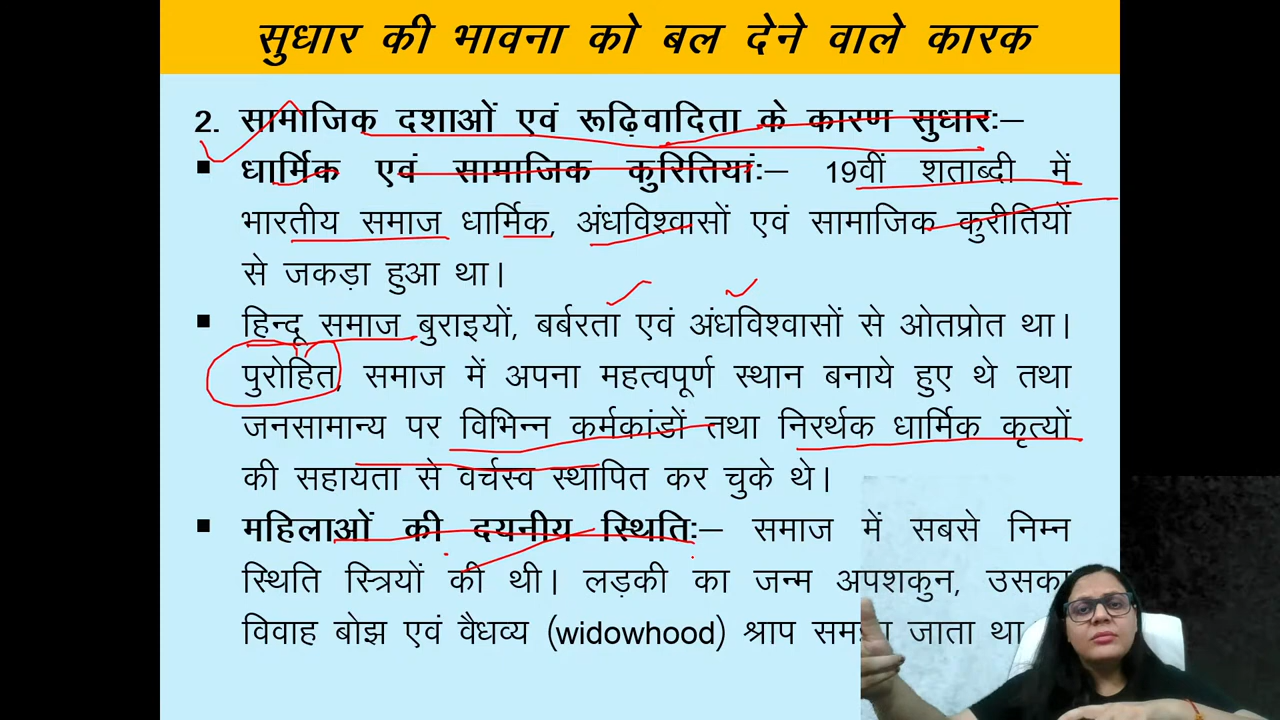 सुधार की भावना को बल देने वाले कारक
2. सामाजिक दशाओं एवं रूढ़िवादिता के कारण सुधारः–
▪ धार्मिक एवं सामाजिक कुरितियांः– 19वीं शताब्दी में
भारतीय समाज धार्मिक, अंधविश्वासों एवं सामाजिक कुरीतियों
से जकड़ा हुआ था।
▪ हिन्दू समाज बुराइयों, बर्बरता एवं अंधविश्वासों से ओतप्रोत था।
पुरोहित, समाज में अपना महत्वपूर्ण स्थान बनाये हुए थे तथा
जनसामान्य पर विभिन्न कर्मकांडों तथा निरर्थक धार्मिक कृत्यों
की सहायता से वर्चस्व स्थापित कर चुके थे।
▪ महिलाओं की दयनीय स्थितिः– समाज में सबसे निम्न
स्थिति स्त्रियों की थी। लड़की का जन्म अपशकुन, उसका
विवाह बोझ एवं वैधव्य (widowhood) श्राप समझा जाता था